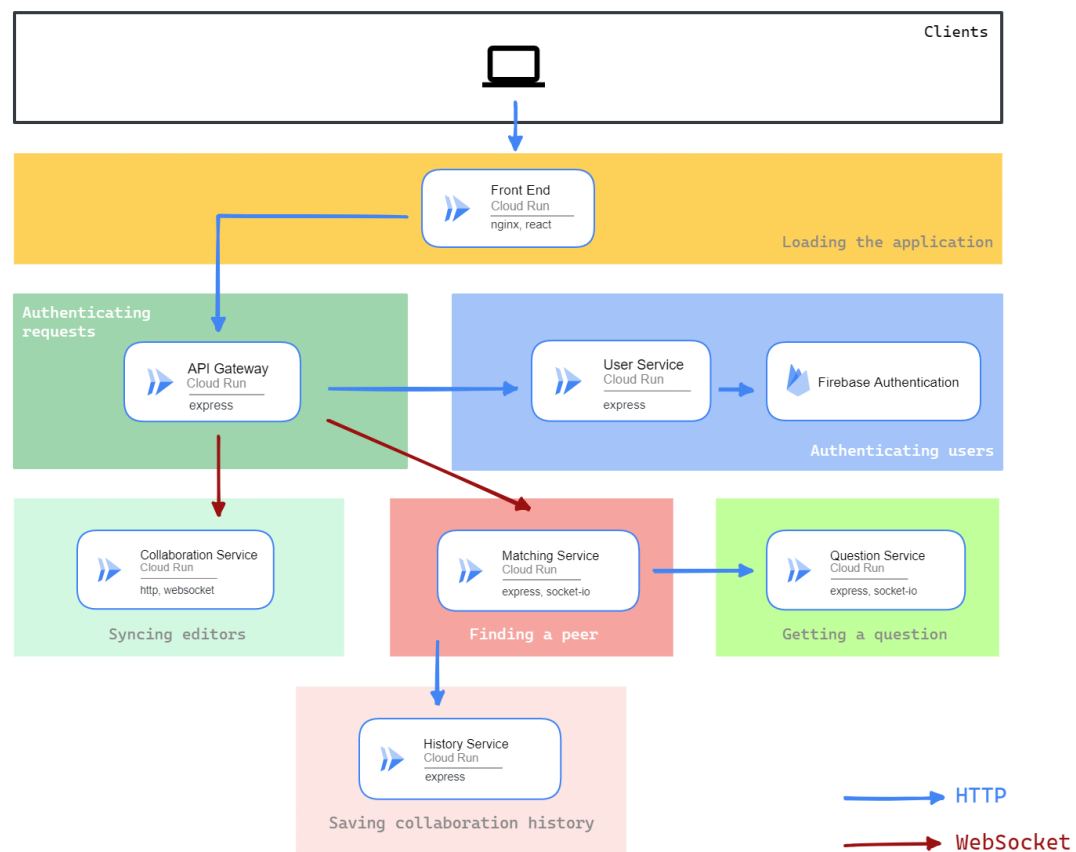 Clients
Front End
Cloud Run
nginx, react
Loading the application
Authenticating
requests
API Gateway
Cloud Run
express
User Service
Cloud Run
express
Firebase Authentication
Authenticating users
Collaboration Service
Cloud Run
http, websocket
Syncing editors
Matching Service
Cloud Run
express, socket-io
Finding a peer
Question Service
Cloud Run
express, socket-io
Getting a question
History Service
Cloud Run
express
Saving collaboration history
HTTP
WebSocket